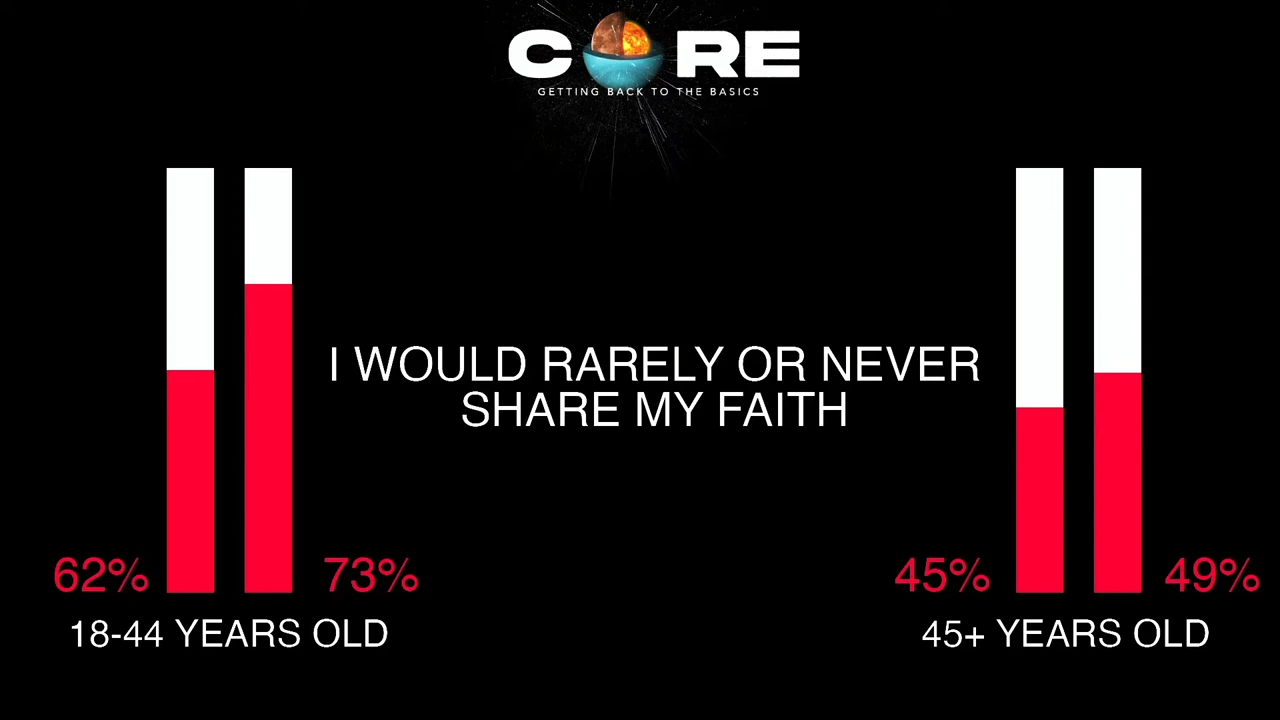 CORE
GETTING BACK TO THE BASICS
I WOULD RARELY OR NEVER
SHARE MY FAITH
62%
73%
18-44 YEARS OLD
45%
49%
45+ YEARS OLD